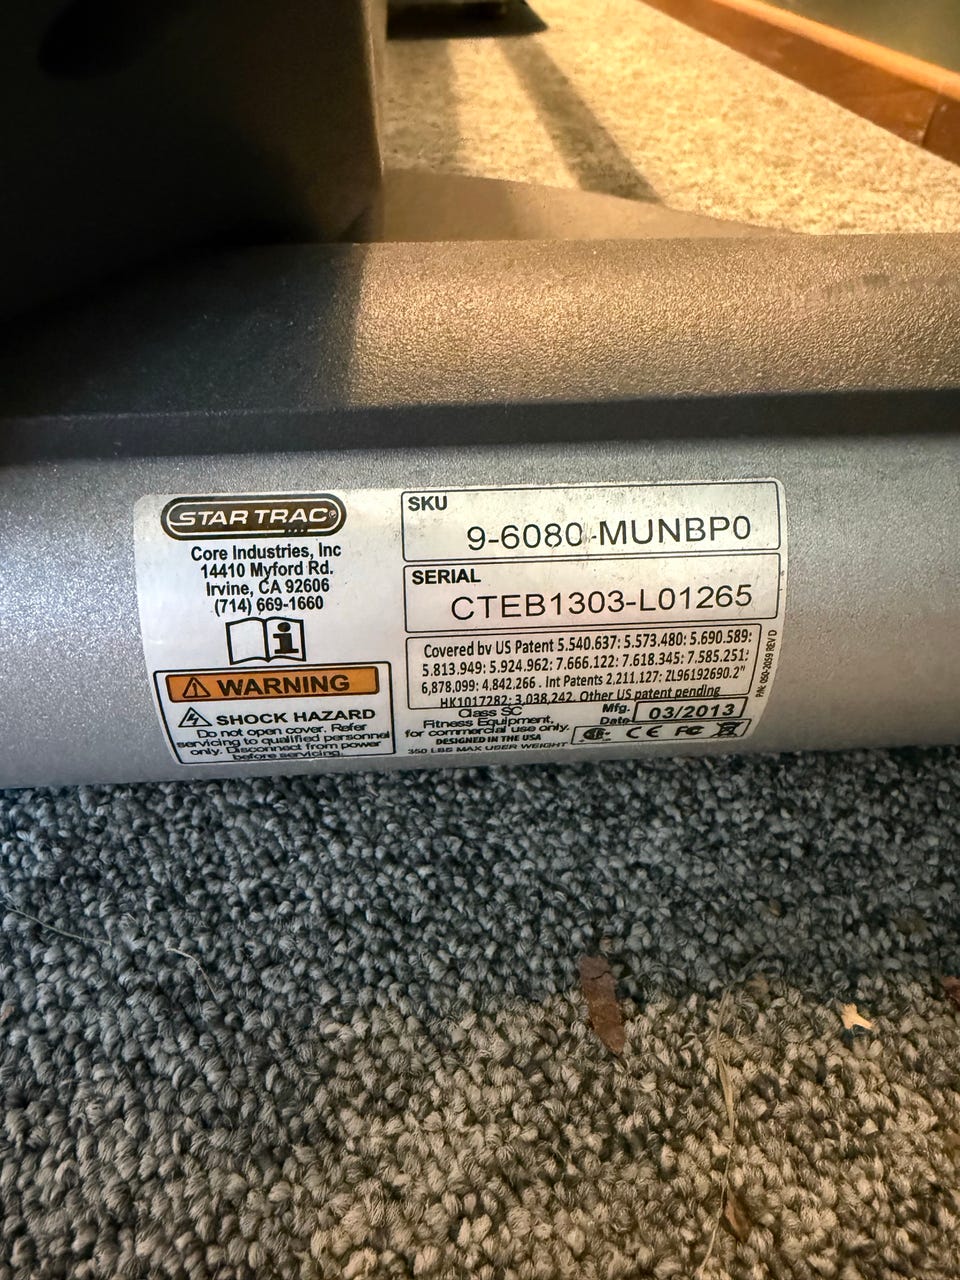 STAR TRAC®
Core Industries, Inc
14410 Myford Rd.
Irvine, CA 92606
(714) 669-1660
WARNING
SHOCK HAZARD
Do not open cover. Refer
servicing to qualified personnel
only. Disconnect from power
before servicing.
SKU
9-6080-MUNBP0
SERIAL
CTEB1303-L01265
Covered by US Patent 5.540.637: 5.573.480: 5.690.589:
5.813.949: 5.924.962: 7.666.122: 7.618.345: 7.585.251:
6,878,099: 4,842.266 . Int Patents 2,211,127: ZL96192690.2"
HK1017282: 3,038,242. Other US patent pending
Class SC
Fitness Equipment,
for commercial use only.
DESIGNED IN THE USA
350 LBS MAX USER WEIGHT
Mfg.
Date
03/2013
CE FC
P/N: 050-2059 REV D